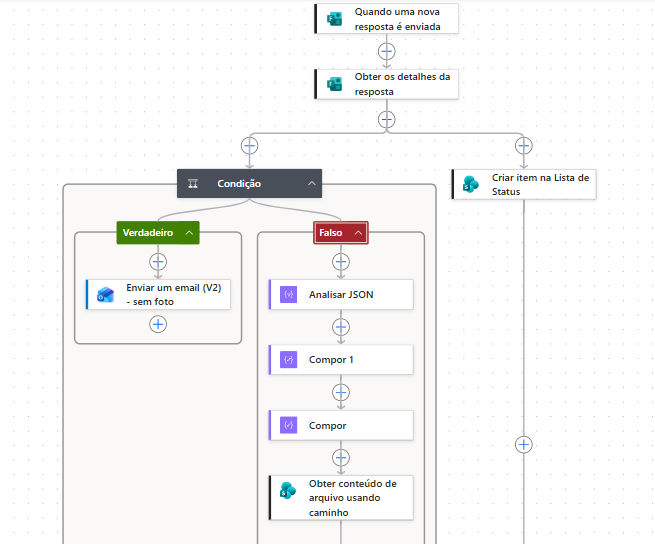 Quando uma nova
resposta é enviada
Obter os detalhes da
resposta
Condição
Criar item na Lista de
Status
Verdadeiro
Falso
Enviar um email (V2)
- sem foto
Analisar JSON
Compor 1
Compor
Obter conteúdo de
arquivo usando
caminho